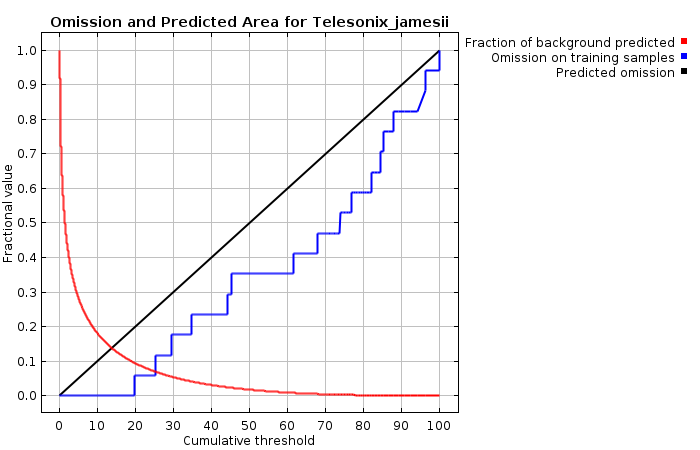 Omission and Predicted Area for Telesonix_jamesii
Fraction of background predicted
Omission on training samples
Predicted omission
Fractional value
1.0
0.9
0.8
0.7
0.6
0.5
0.4
0.3
0.2
0.1
0.0
0 10 20 30 40 50 60 70 80 90 100
Cumulative threshold